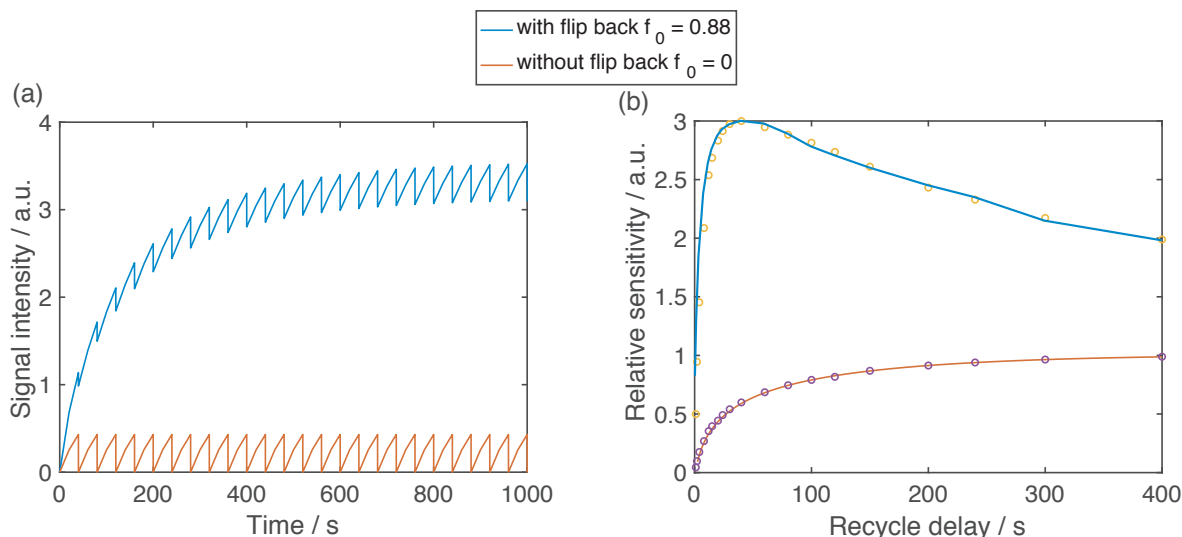 with flip back f 0 = 0.88
without flip back f 0 = 0
(a)
4
3
2
1
0
Signal intensity / a.u.
0 200 400 600 800 1000
Time / s
(b)
3
2.5
2
1.5
1
0.5
0
Relative sensitivity / a.u.
0 100 200 300 400
Recycle delay / s